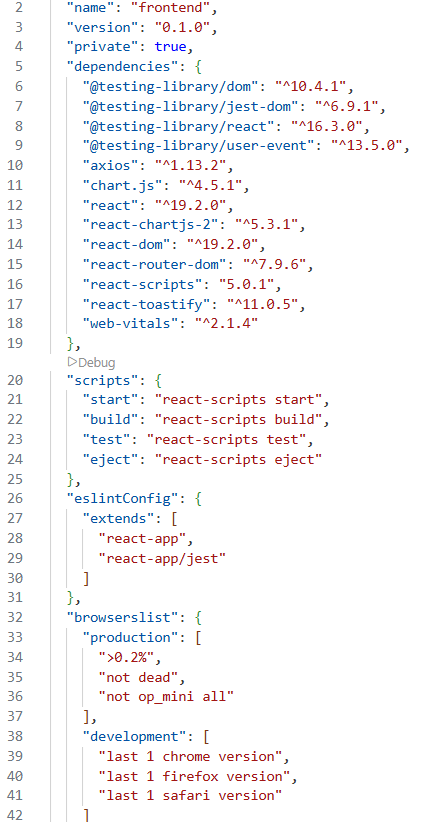 2 "name": "frontend",
3 "version": "0.1.0",
4 "private": true,
5 "dependencies": {
6 "@testing-library/dom": "^10.4.1",
7 "@testing-library/jest-dom": "^6.9.1",
8 "@testing-library/react": "^16.3.0",
9 "@testing-library/user-event": "^13.5.0",
10 "axios": "^1.13.2",
11 "chart.js": "^4.5.1",
12 "react": "^19.2.0",
13 "react-chartjs-2": "^5.3.1",
14 "react-dom": "^19.2.0",
15 "react-router-dom": "^7.9.6",
16 "react-scripts": "5.0.1",
17 "react-toastify": "^11.0.5",
18 "web-vitals": "^2.1.4"
19 },
Debug
20 "scripts": {
21 "start": "react-scripts start",
22 "build": "react-scripts build",
23 "test": "react-scripts test",
24 "eject": "react-scripts eject"
25 },
26 "eslintConfig": {
27 "extends": [
28 "react-app",
29 "react-app/jest"
30 ]
31 },
32 "browserslist": {
33 "production": [
34 ">0.2%",
35 "not dead",
36 "not op_mini all"
37 ],
38 "development": [
39 "last 1 chrome version",
40 "last 1 firefox version",
41 "last 1 safari version"
42 ]